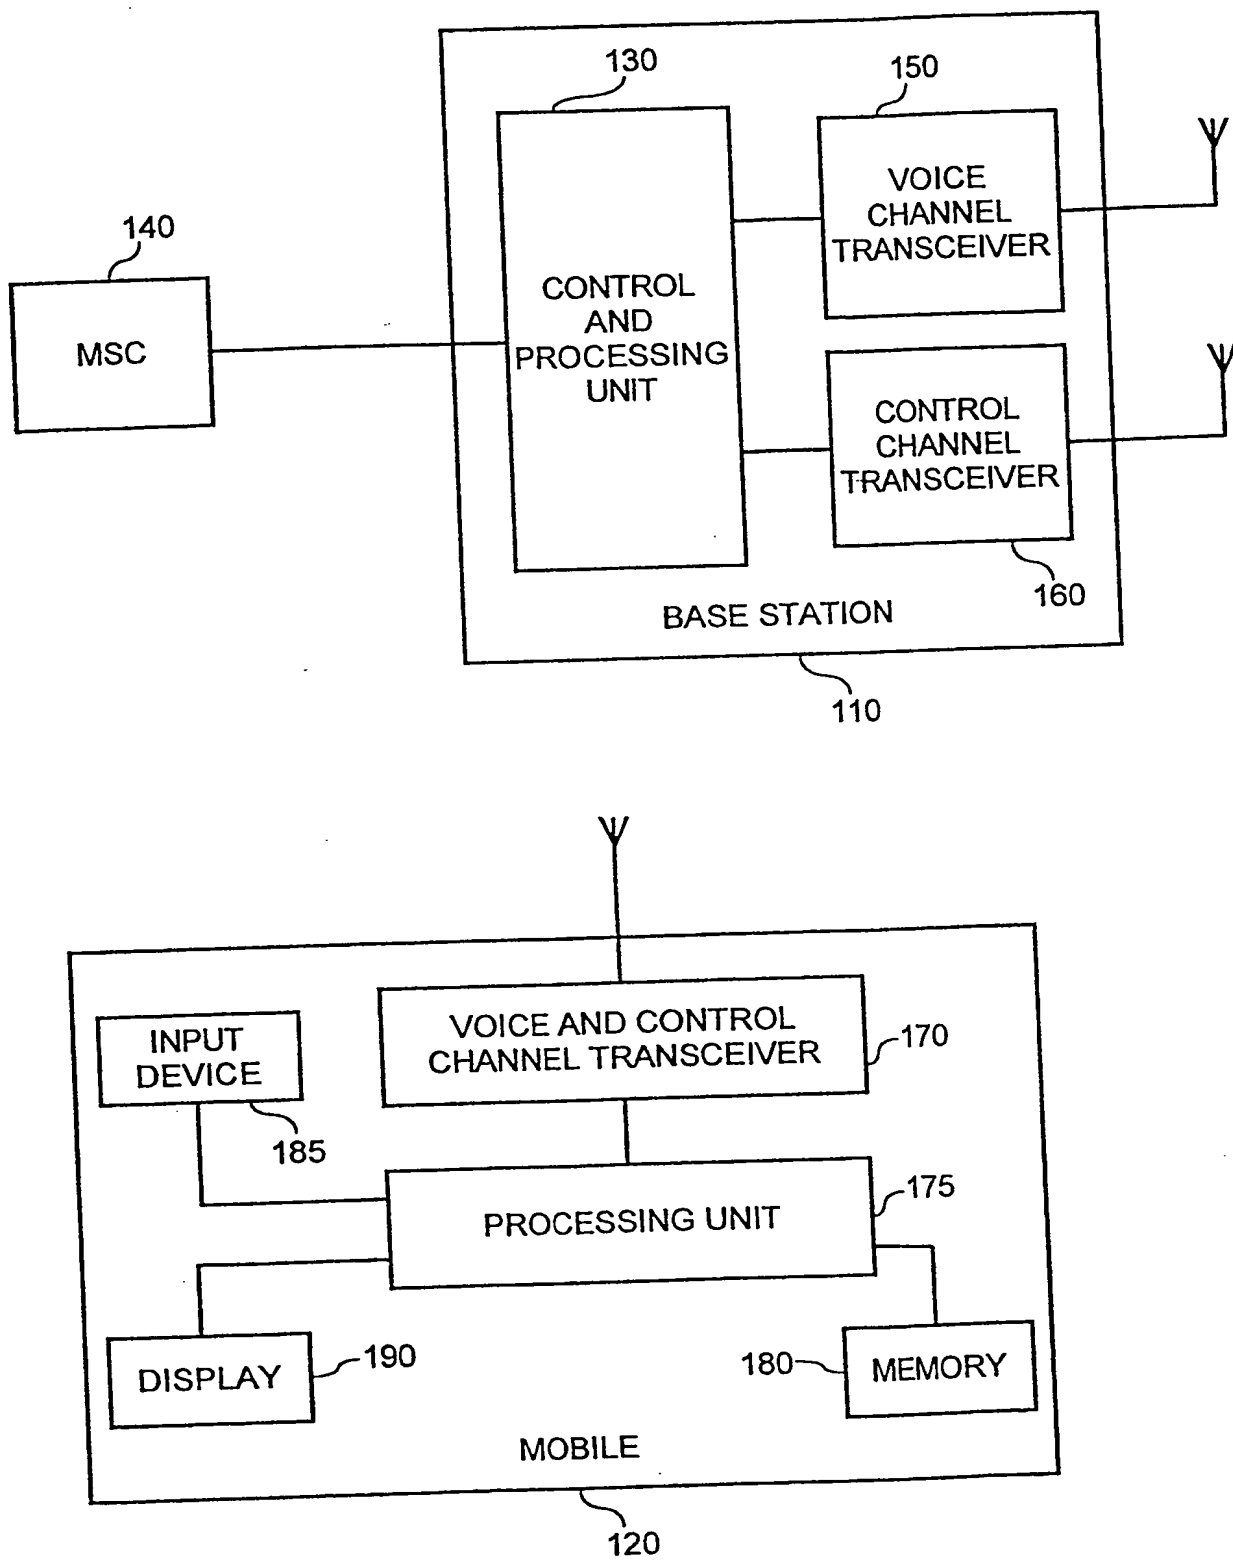 130
150
140
VOICE
CHANNEL
TRANSCEIVER
MSC
CONTROL
AND
PROCESSING
UNIT
CONTROL
CHANNEL
TRANSCEIVER
160
BASE STATION
110
VOICE AND CONTROL
CHANNEL TRANSCEIVER
170
INPUT
DEVICE
185
175
PROCESSING UNIT
190
DISPLAY
180
MEMORY
MOBILE
120